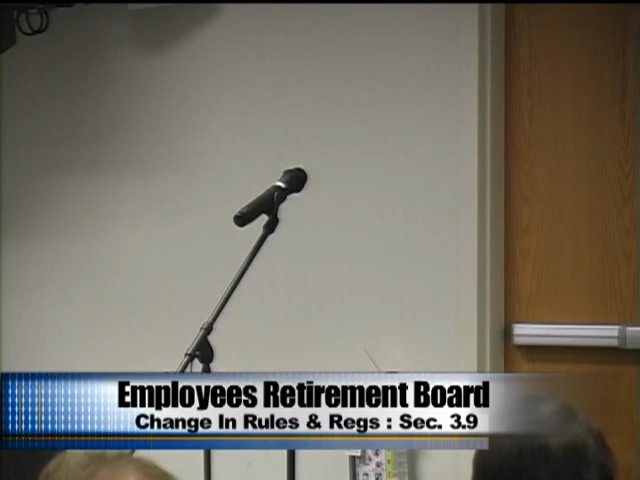 Employees Retirement Board
Change In Rules & Regs : Sec. 3.9